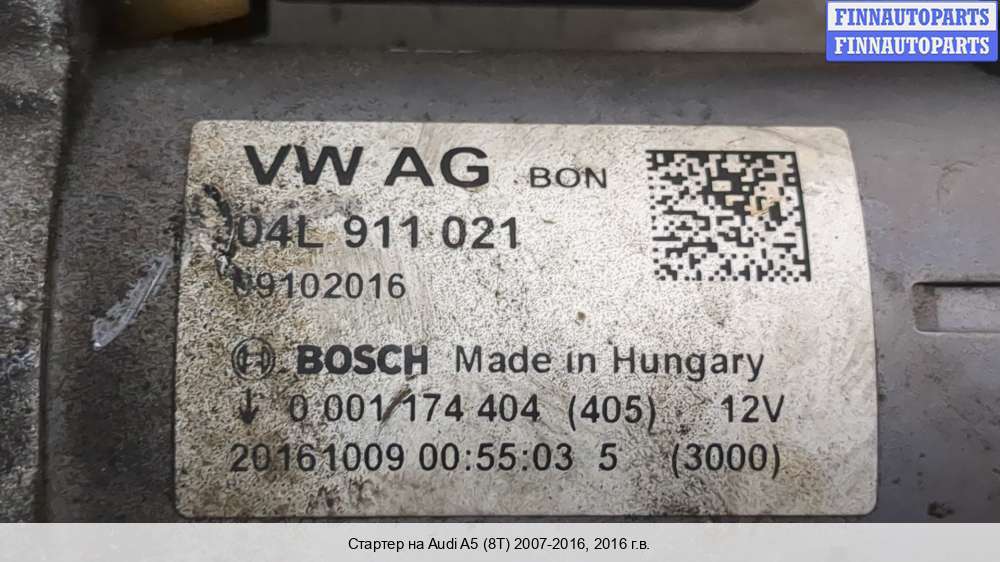 FINNAUTOPARTS
FINNAUTOPARTS
VW AG BON
04L 911 021
09102016
BOSCH Made in Hungary
↓ 0 001 174 404 (405) 12V
20161009 00:55:03 5 (3000)
Стартер на Audi A5 (8T) 2007-2016, 2016 г.в.